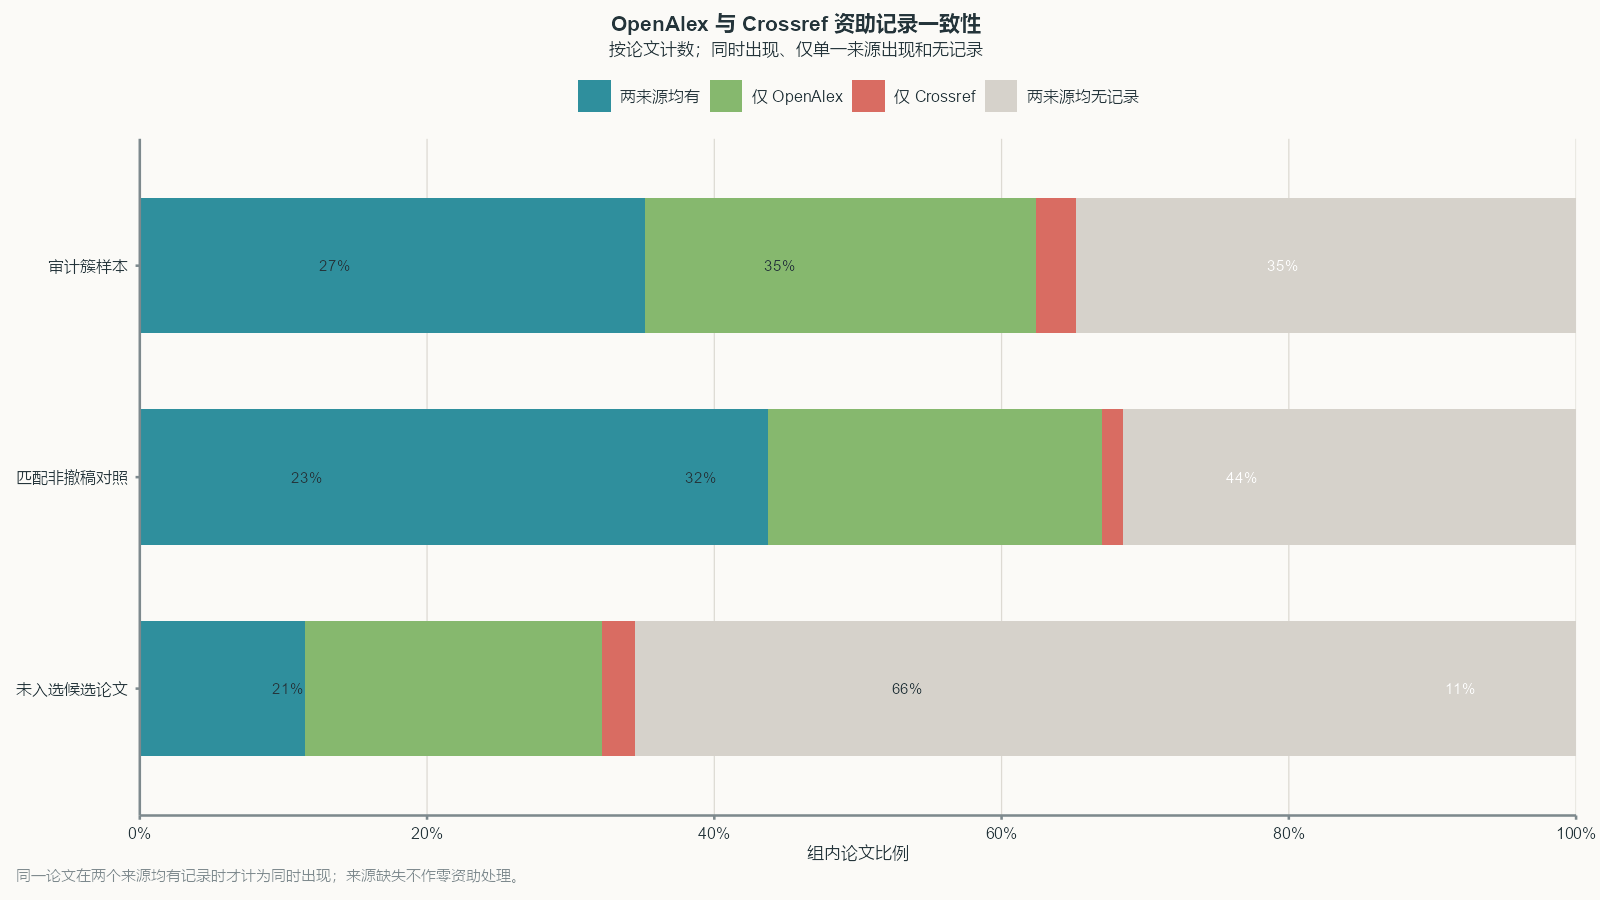 OpenAlex 与 Crossref 资助记录一致性
按论文计数；同时出现、仅单一来源出现和无记录
两来源均有 仅 OpenAlex 仅 Crossref 两来源均无记录
审计簇样本 27% 35% 35%
匹配非撤稿对照 23% 32% 44%
未入选候选论文 21% 66% 11%
0% 20% 40% 60% 80% 100%
组内论文比例
同一论文在两个来源均有记录时才计为同时出现；来源缺失不作零资助处理。